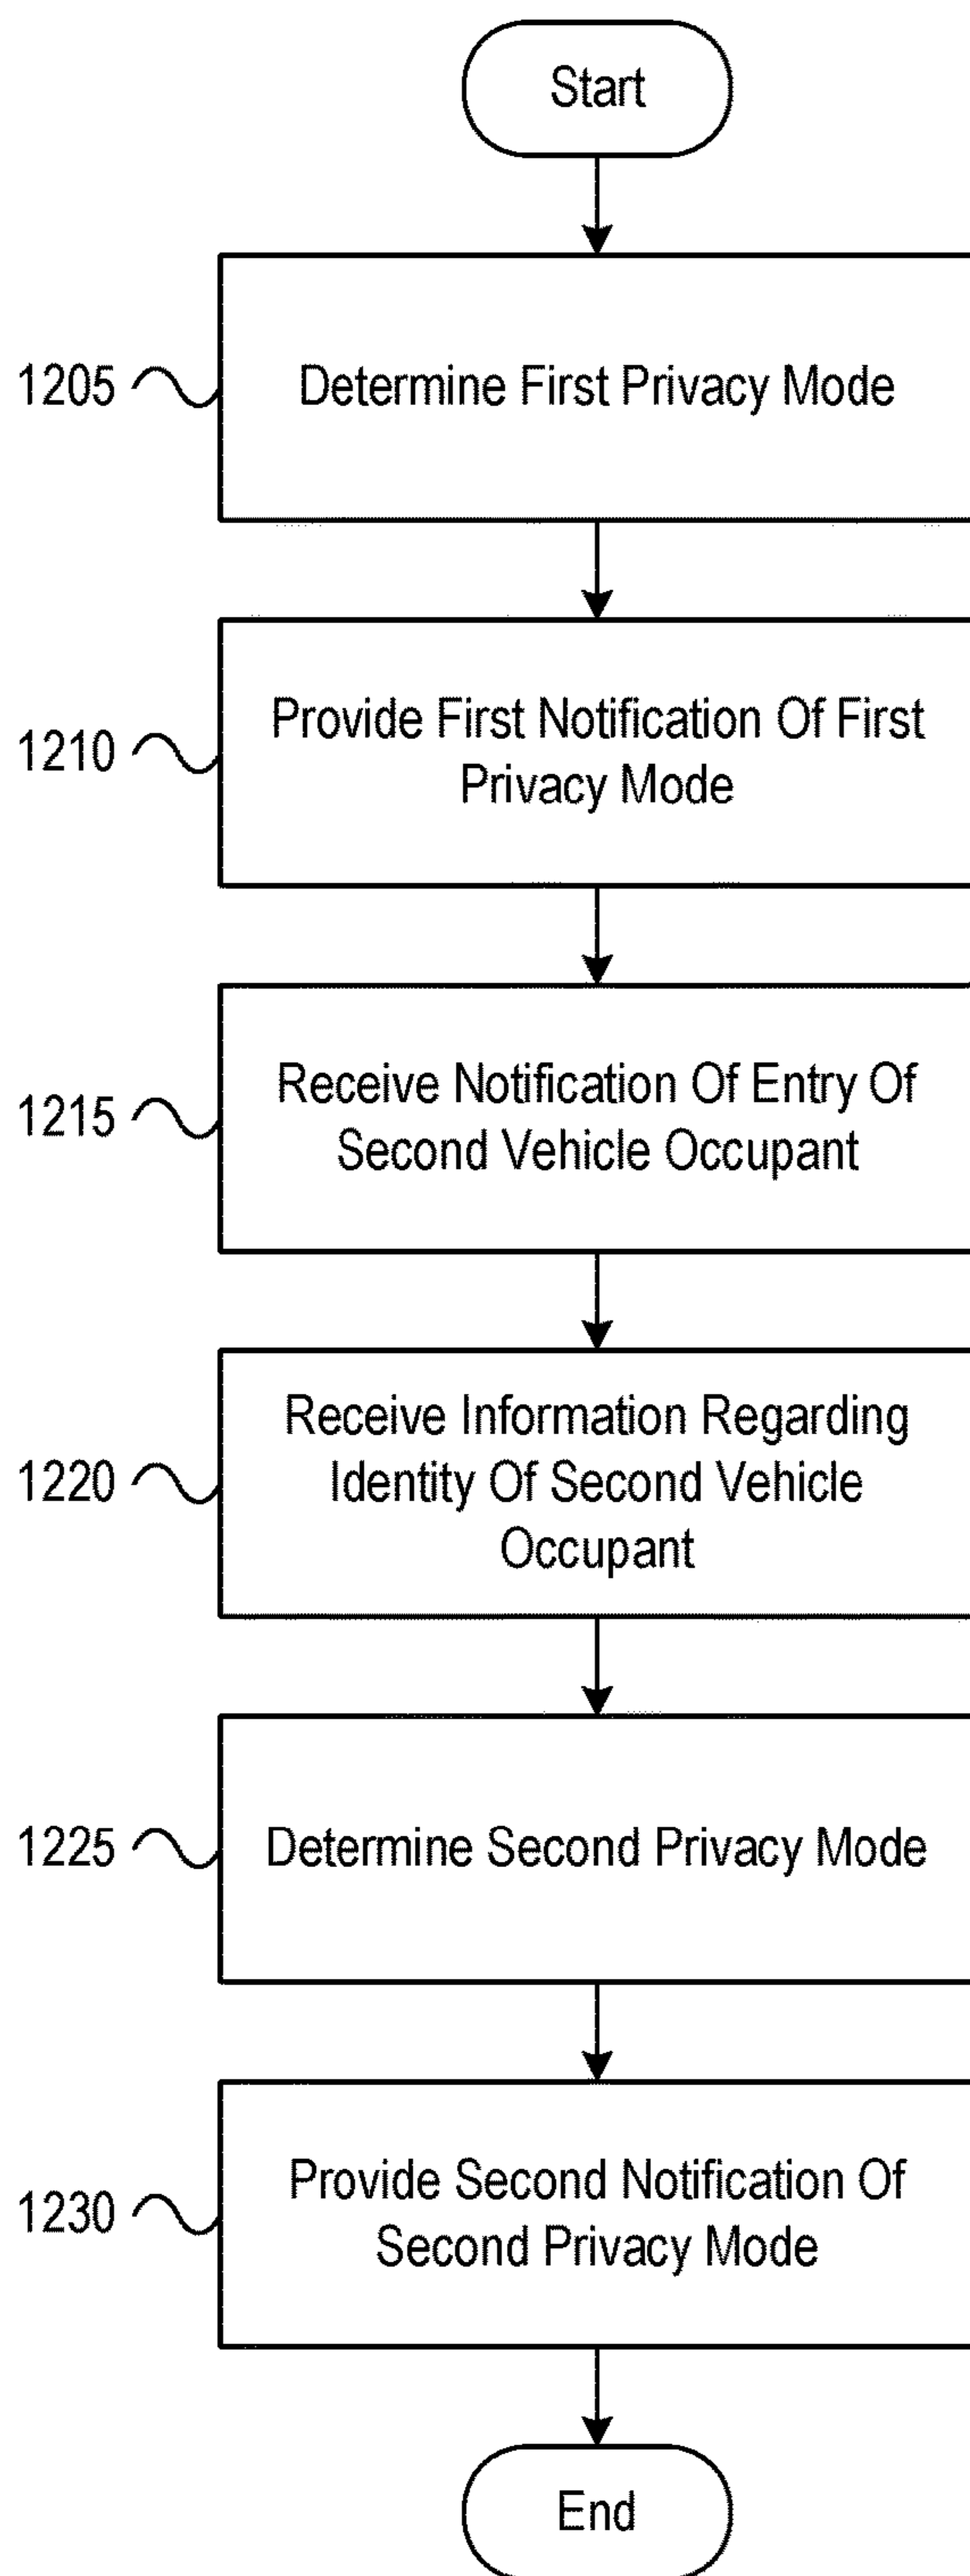 Start
1205
Determine First Privacy Mode
1210
Provide First Notification Of First
Privacy Mode
1215
Receive Notification Of Entry Of
Second Vehicle Occupant
1220
Receive Information Regarding
Identity Of Second Vehicle
Occupant
1225
Determine Second Privacy Mode
1230
Provide Second Notification Of
Second Privacy Mode
End